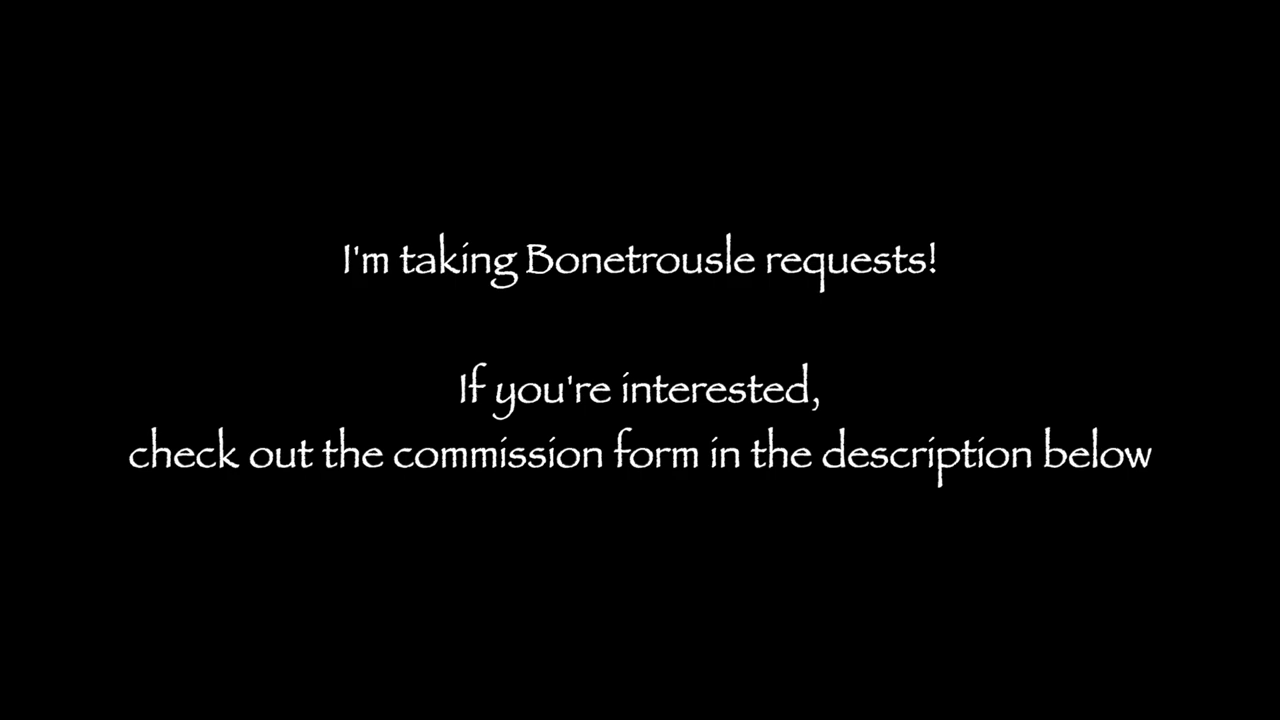 I'm taking Bonetrousle requests!
If you're interested,
check out the commission form in the description below